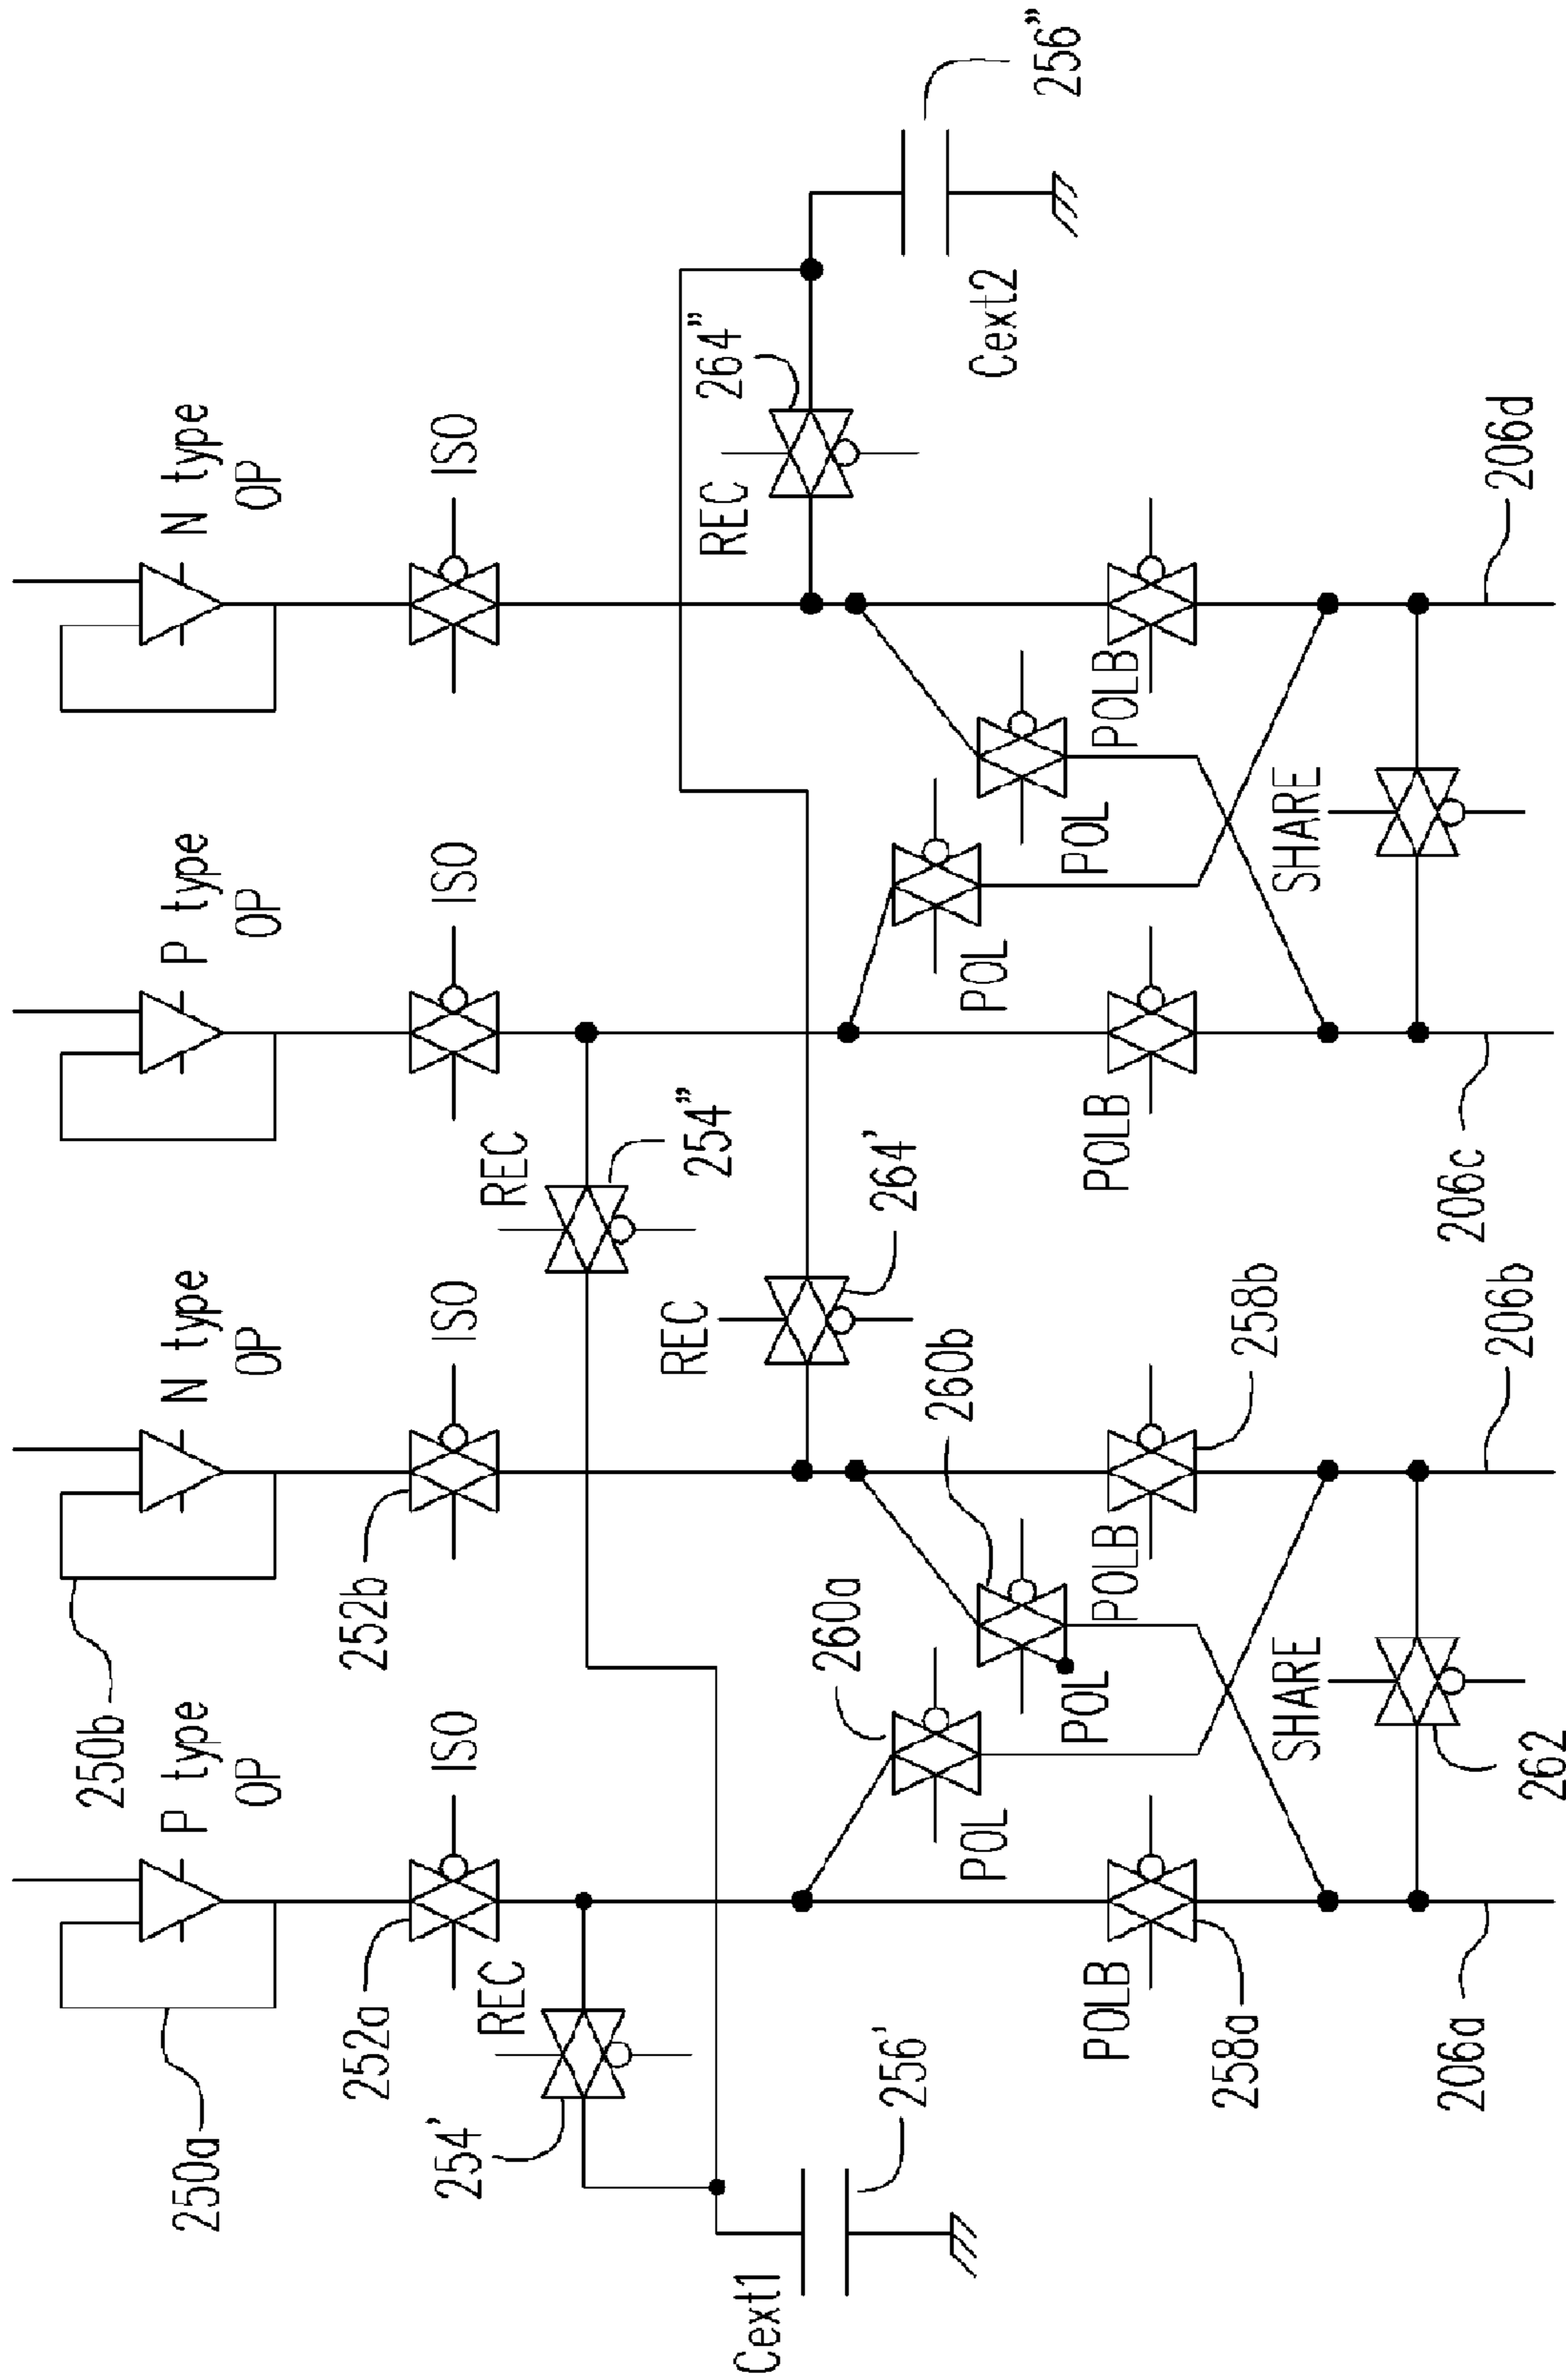 250a
P type
OP
252a
ISO
REC
254'
Cext1
256'
260a
POL
POLB
258a
206a
250b
N type
OP
252b
ISO
REC
254"
REC
264'
260b
POL
POLB
258b
SHARE
262
206b
P type
OP
ISO
POL
POLB
206c
N type
OP
ISO
REC
264"
Cext2
256"
POL
POLB
SHARE
206d